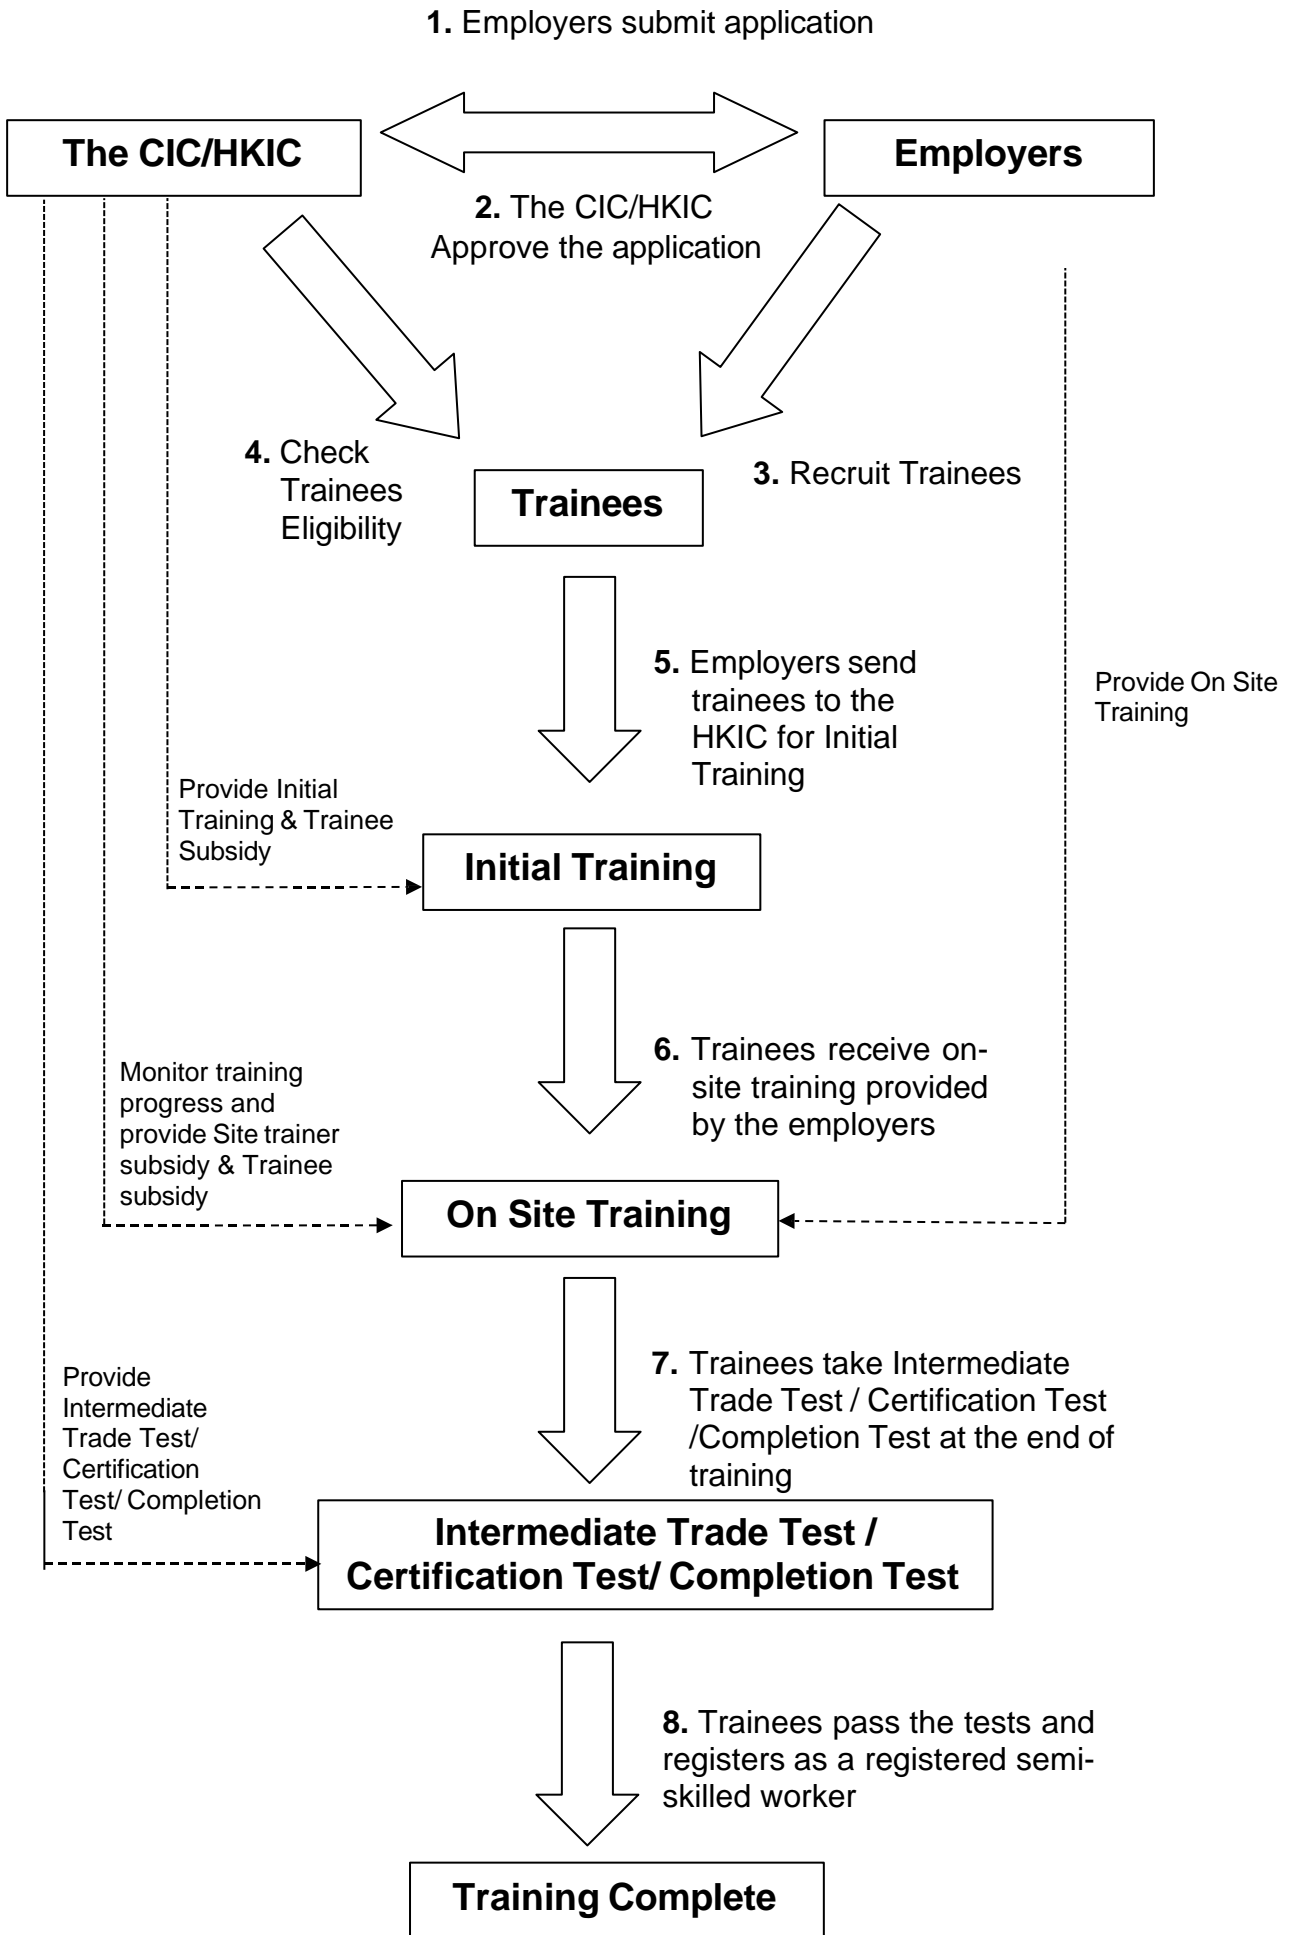 1. Employers submit application
The CIC/HKIC
Employers
2. The CIC/HKIC
Approve the application
4. Check
Trainees
Eligibility
3. Recruit Trainees
Trainees
5. Employers send
trainees to the
HKIC for Initial
Training
Provide On Site
Training
Provide Initial
Training & Trainee
Subsidy
Initial Training
6. Trainees receive on-
site training provided
by the employers
Monitor training
progress and
provide Site trainer
subsidy & Trainee
subsidy
On Site Training
7. Trainees take Intermediate
Trade Test / Certification Test
/Completion Test at the end of
training
Provide
Intermediate
Trade Test/
Certification
Test/ Completion
Test
Intermediate Trade Test /
Certification Test/ Completion Test
8. Trainees pass the tests and
registers as a registered semi-
skilled worker
Training Complete